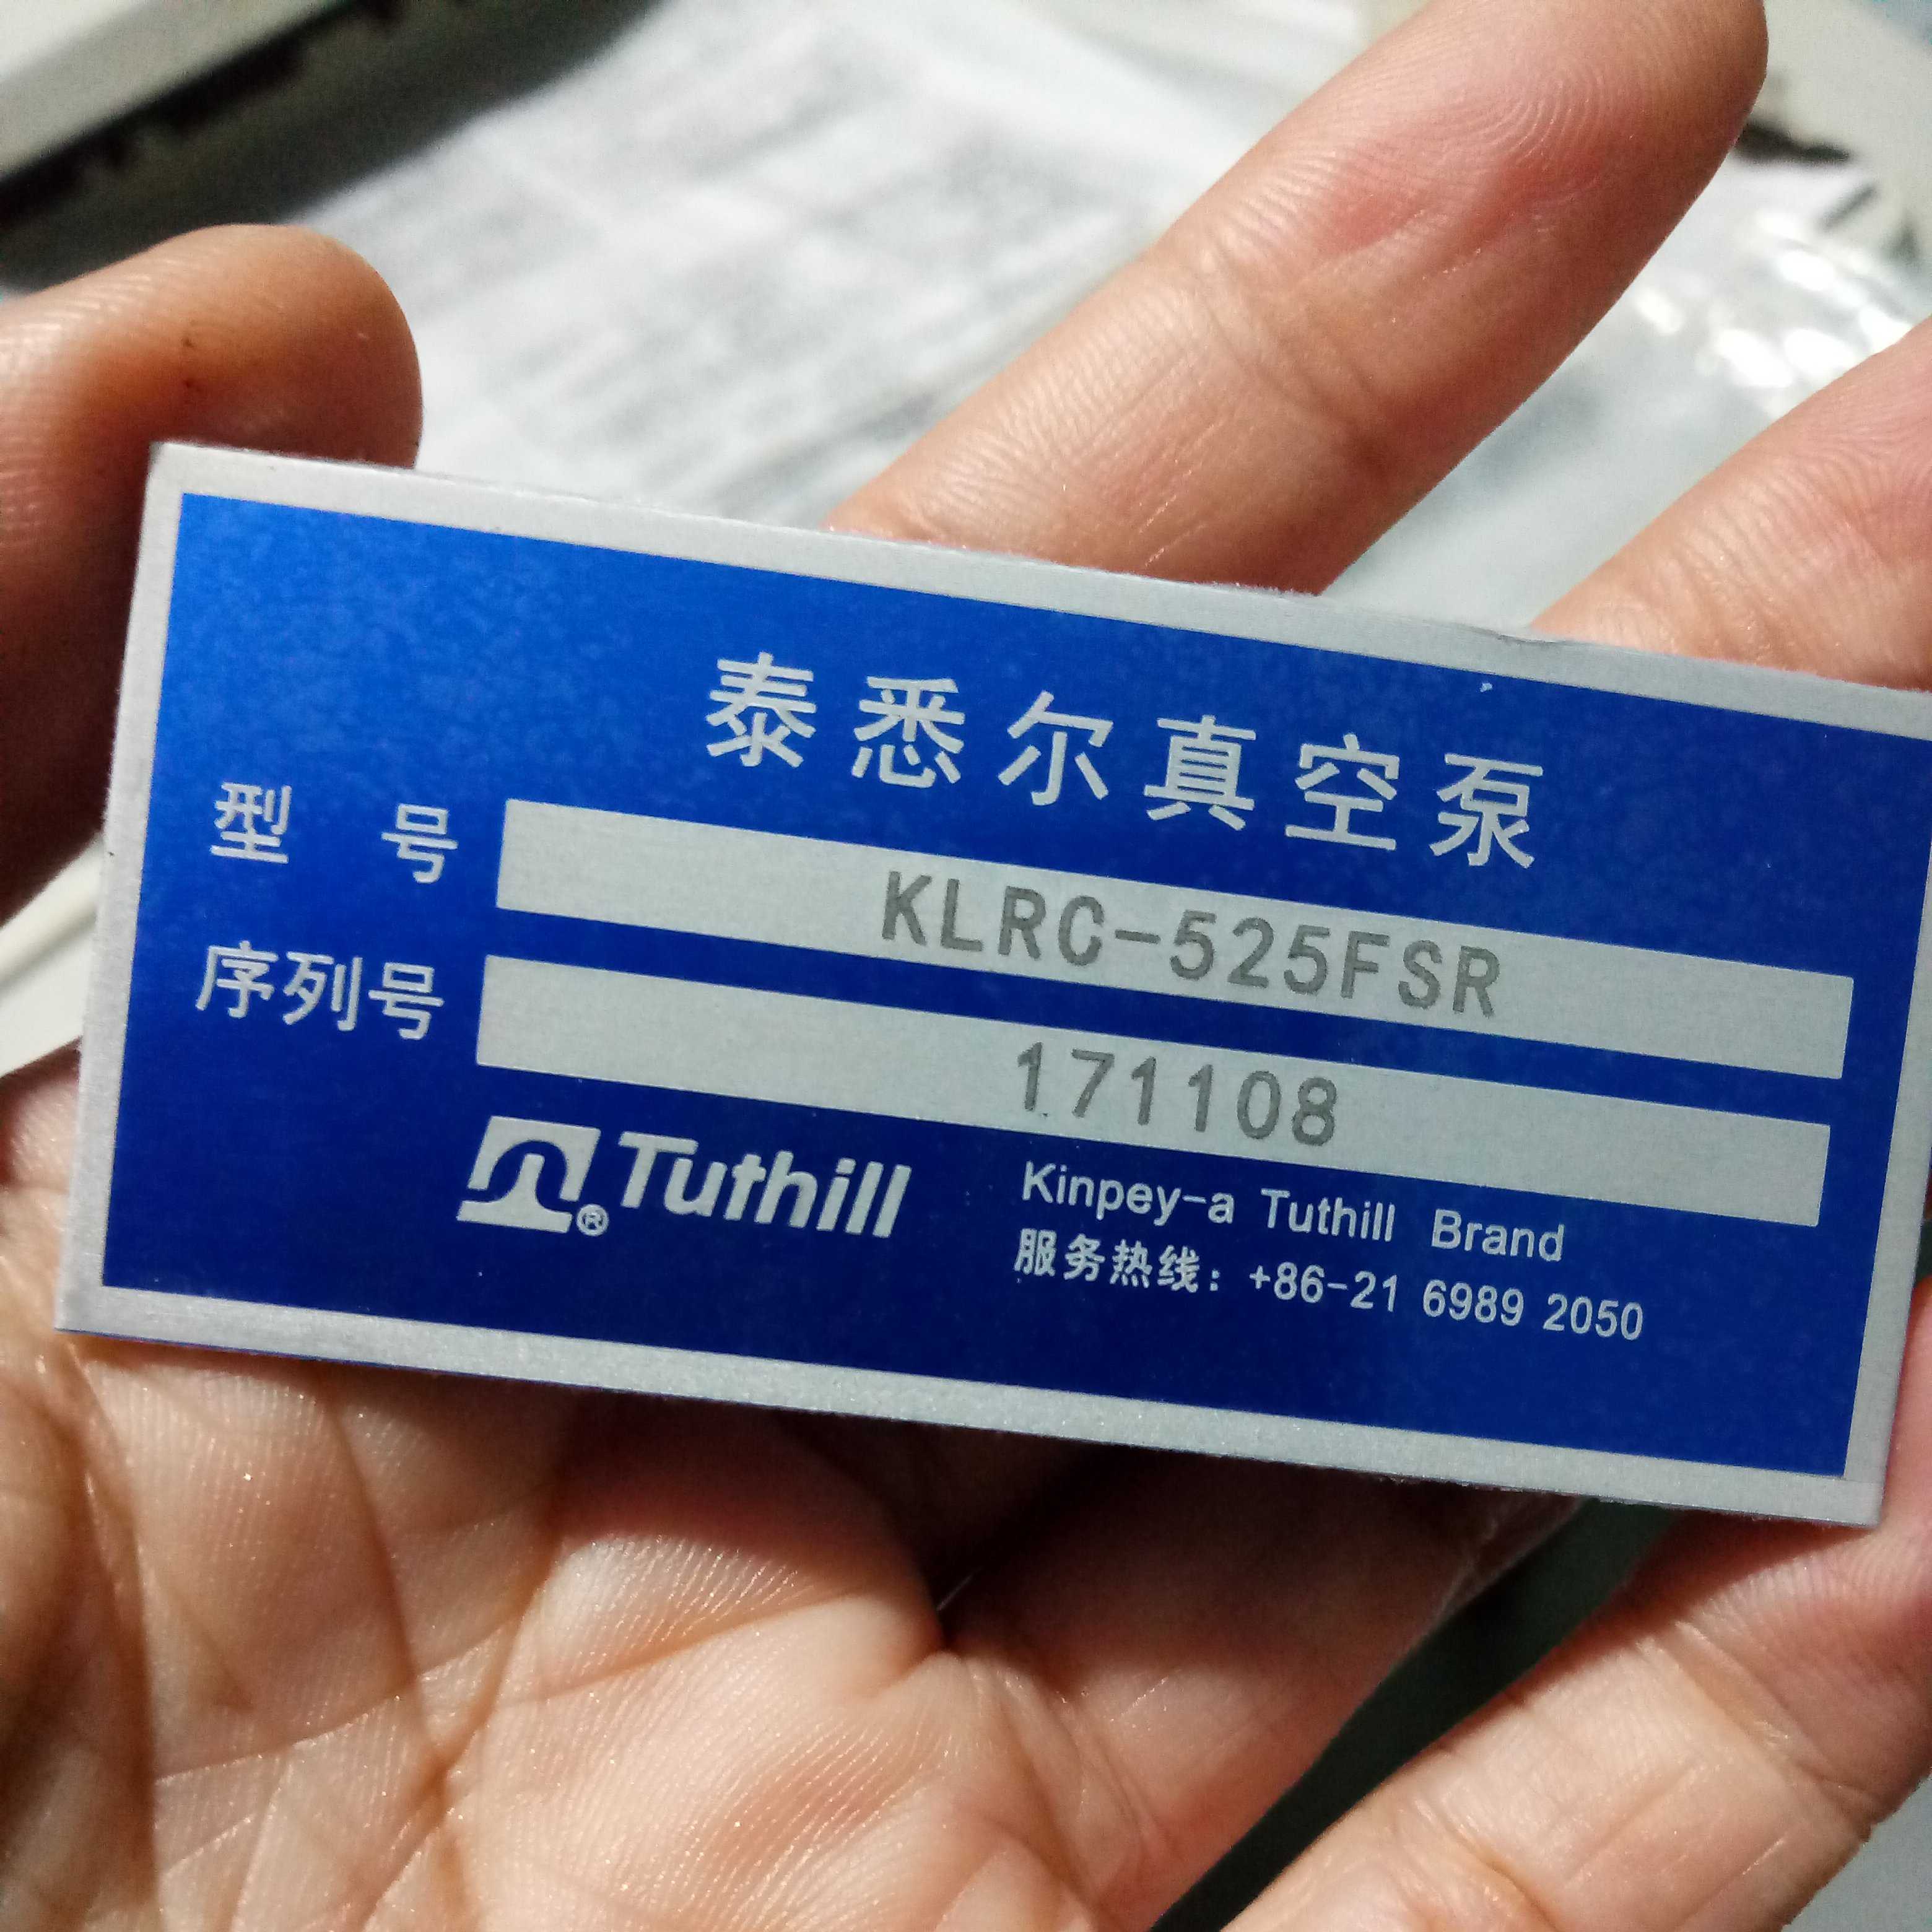 泰悉尔真空泵
型 号 KLRC-525FSR
序列号 171108
Tuthill
Kinpey-a Tuthill Brand
服务热线：+86-21 6989 2050